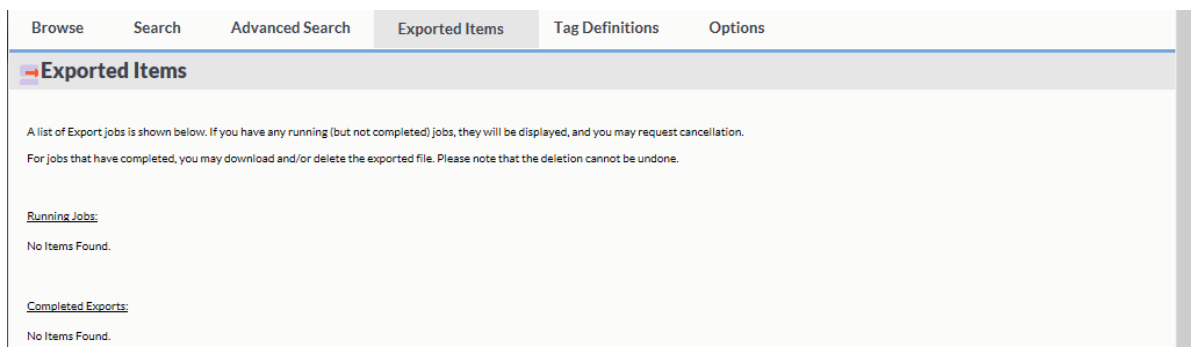 Browse Search Advanced Search Exported Items Tag Definitions Options
Exported Items
A list of Export jobs is shown below. If you have any running (but not completed) jobs, they will be displayed, and you may request cancellation.
For jobs that have completed, you may download and/or delete the exported file. Please note that the deletion cannot be undone.
Running Jobs:
No Items Found.
Completed Exports:
No Items Found.